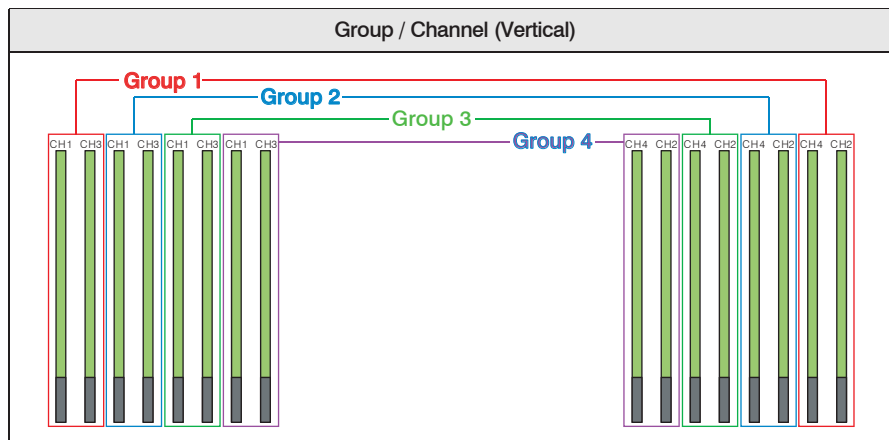 Group / Channel (Vertical)
Group 1
Group 2
Group 3
Group 4
CH1 CH3 CH1 CH3 CH1 CH3 CH1 CH3 CH4 CH2 CH4 CH2 CH4 CH2 CH4 CH2